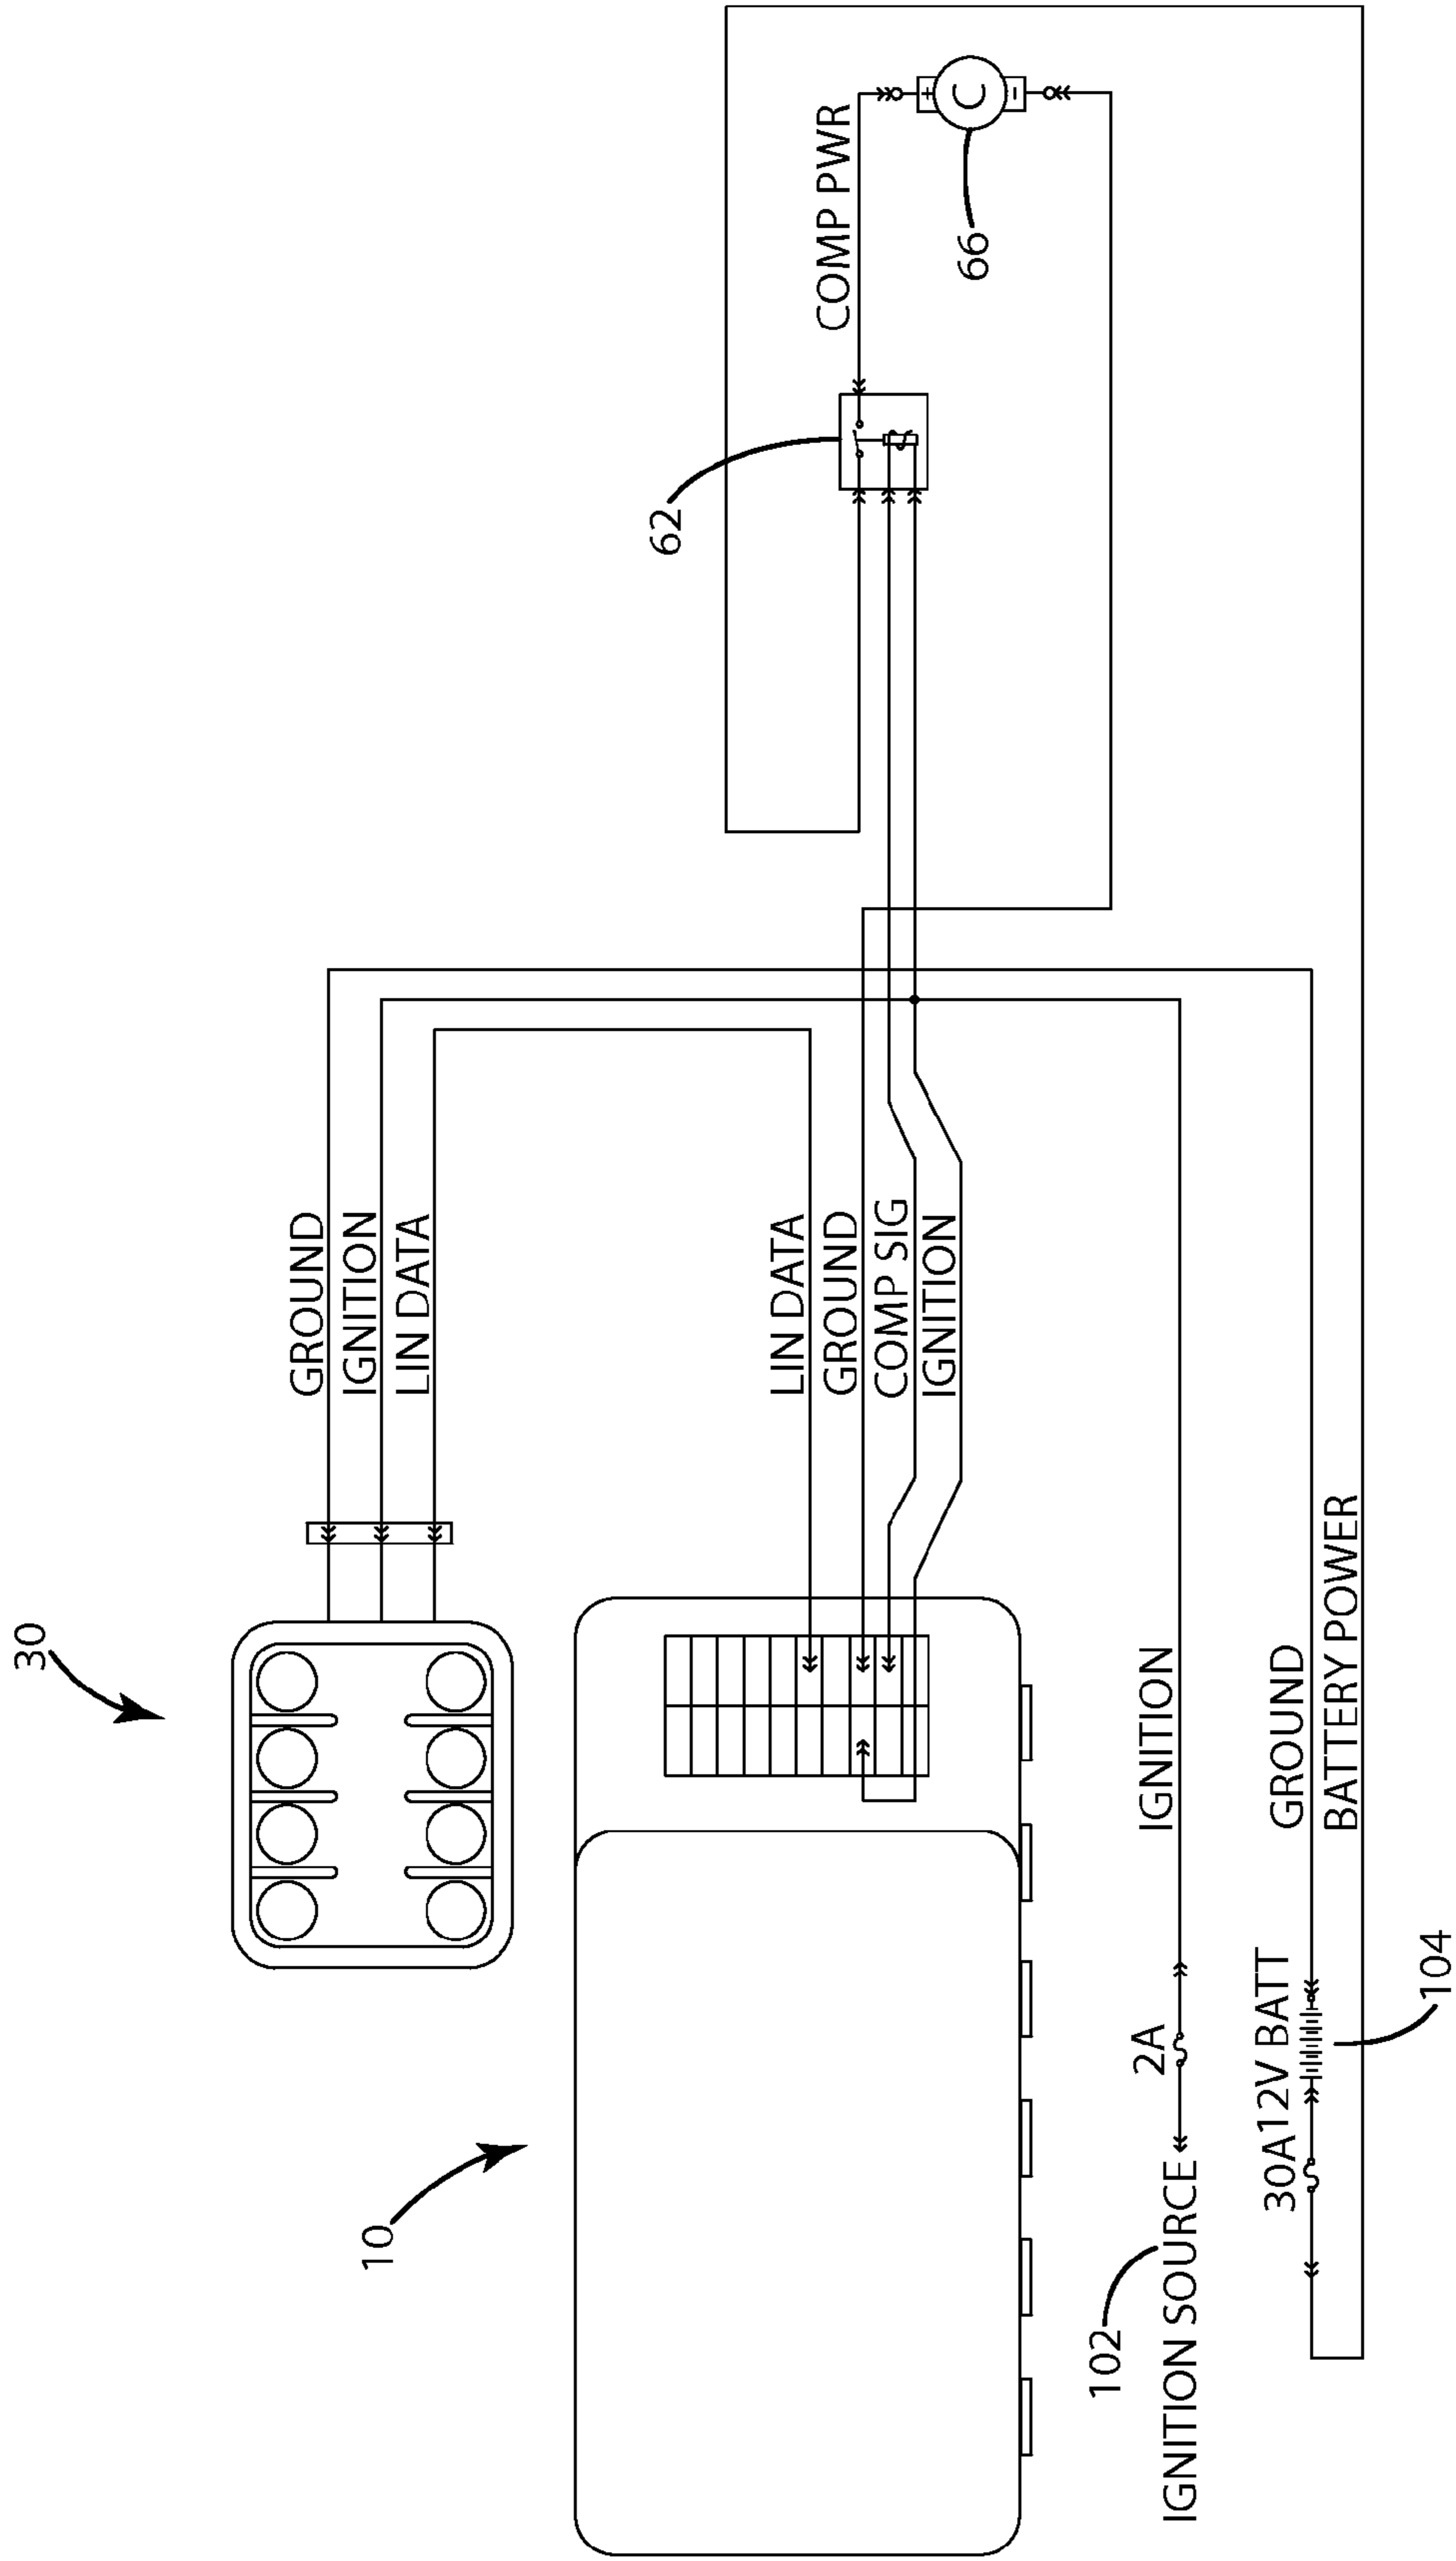 30
GROUND
IGNITION
LIN DATA
10
LIN DATA
GROUND
COMP SIG
IGNITION
62
COMP PWR
+
C
-
66
102
IGNITION SOURCE
2A
IGNITION
30A
12V BATT
GROUND
BATTERY POWER
104